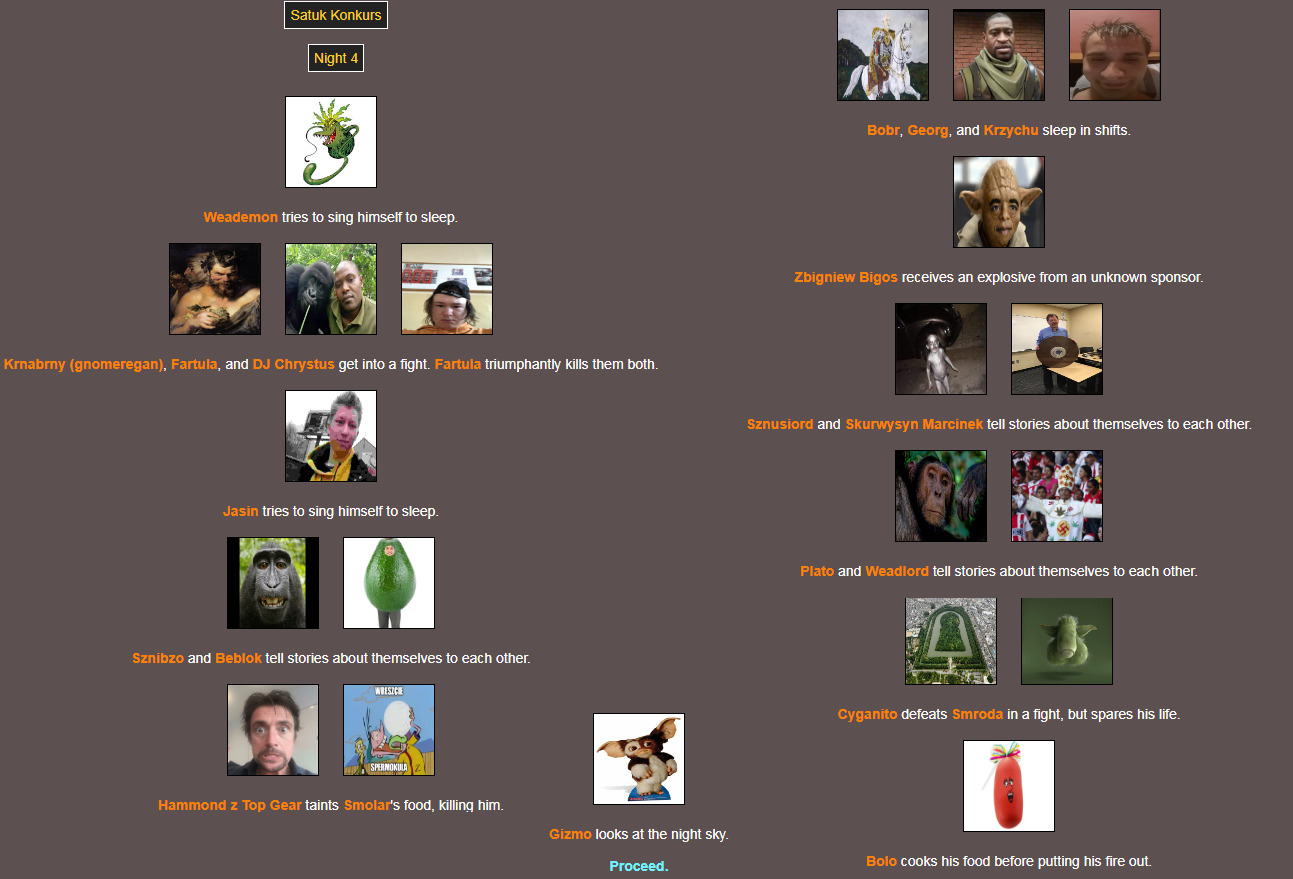 Satuk Konkurs
Night 4
Weademon tries to sing himself to sleep.
Krnabrny (gnomeregan), Fartula, and DJ Chrystus get into a fight. Fartula triumphantly kills them both.
Jasin tries to sing himself to sleep.
Sznibzo and Beblok tell stories about themselves to each other.
WRESZCIE
SPERMOKULA
Hammond z Top Gear taints Smolar's food, killing him.
Gizmo looks at the night sky.
Proceed.
Bobr, Georg, and Krzychu sleep in shifts.
Zbigniew Bigos receives an explosive from an unknown sponsor.
Sznusiord and Skurwysyn Marcinek tell stories about themselves to each other.
Plato and Weadlord tell stories about themselves to each other.
Cyganito defeats Smroda in a fight, but spares his life.
Bolo cooks his food before putting his fire out.